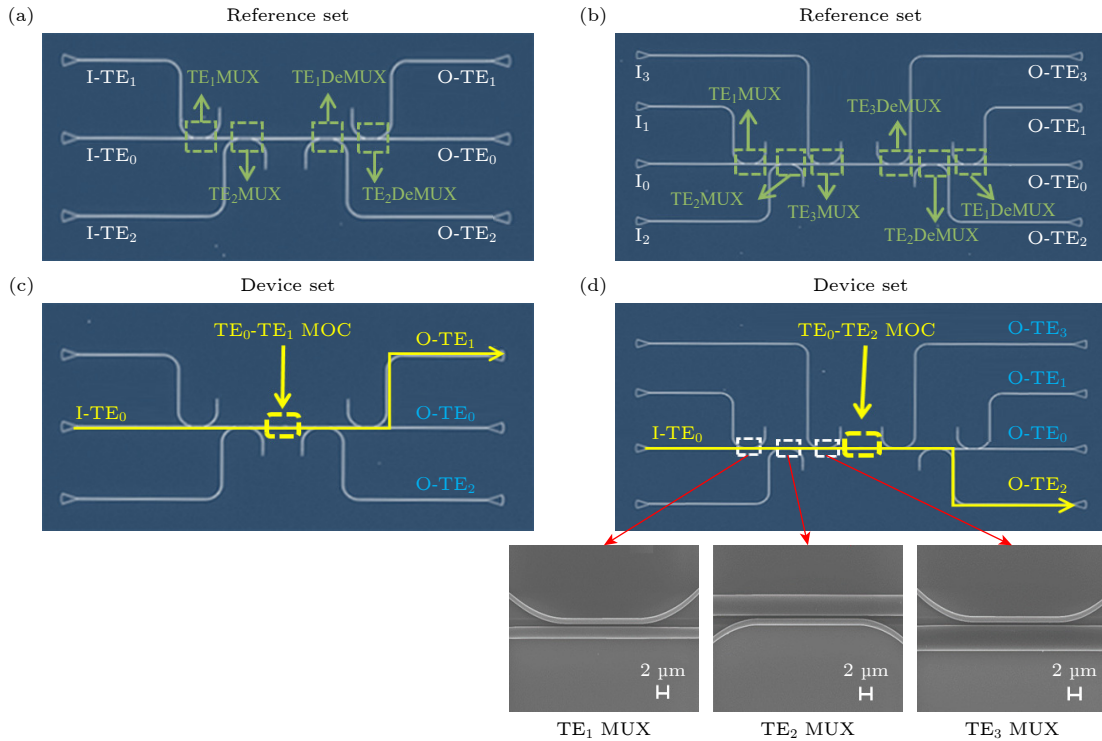 (a)
Reference set
I-TE₁
TE₁MUX
TE₁DeMUX
O-TE₁
I-TE₀
O-TE₀
TE₂MUX
TE₂DeMUX
I-TE₂
O-TE₂
(b)
Reference set
I₃
O-TE₃
TE₁MUX
TE₃DeMUX
I₁
O-TE₁
I₀
O-TE₀
TE₂MUX
TE₃MUX
TE₁DeMUX
TE₂DeMUX
I₂
O-TE₂
(c)
Device set
TE₀-TE₁ MOC
O-TE₁
I-TE₀
O-TE₀
O-TE₂
(d)
Device set
TE₀-TE₂ MOC
O-TE₃
O-TE₁
I-TE₀
O-TE₀
O-TE₂
2 µm
2 µm
2 µm
TE₁ MUX
TE₂ MUX
TE₃ MUX